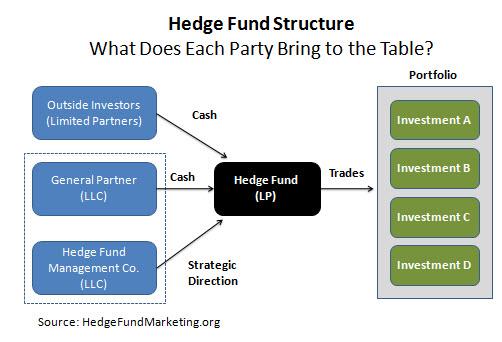 Hedge Fund Structure
What Does Each Party Bring to the Table?
Portfolio
Outside Investors
(Limited Partners)
Cash
General Partner
(LLC)
Cash
Hedge Fund
(LP)
Trades
Hedge Fund
Management Co.
(LLC)
Strategic
Direction
Investment A
Investment B
Investment C
Investment D
Source: HedgeFundMarketing.org